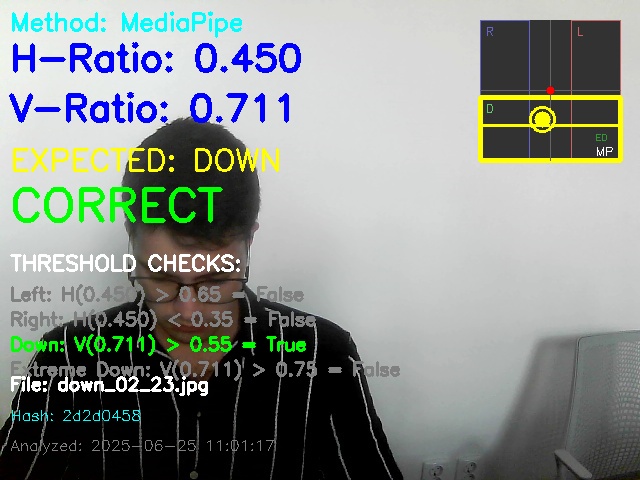 Method: MediaPipe
H-Ratio: 0.450
V-Ratio: 0.711
EXPECTED: DOWN
CORRECT
THRESHOLD CHECKS:
Left: H(0.450) > 0.65 = False
Right: H(0.450) < 0.35 = False
Down: V(0.711) > 0.55 = True
Extreme Down: V(0.711) > 0.75 = False
File: down_02_23.jpg
Hash: 2d2d0458
Analyzed: 2025-06-25 11:01:17
R
L
D
ED
MP